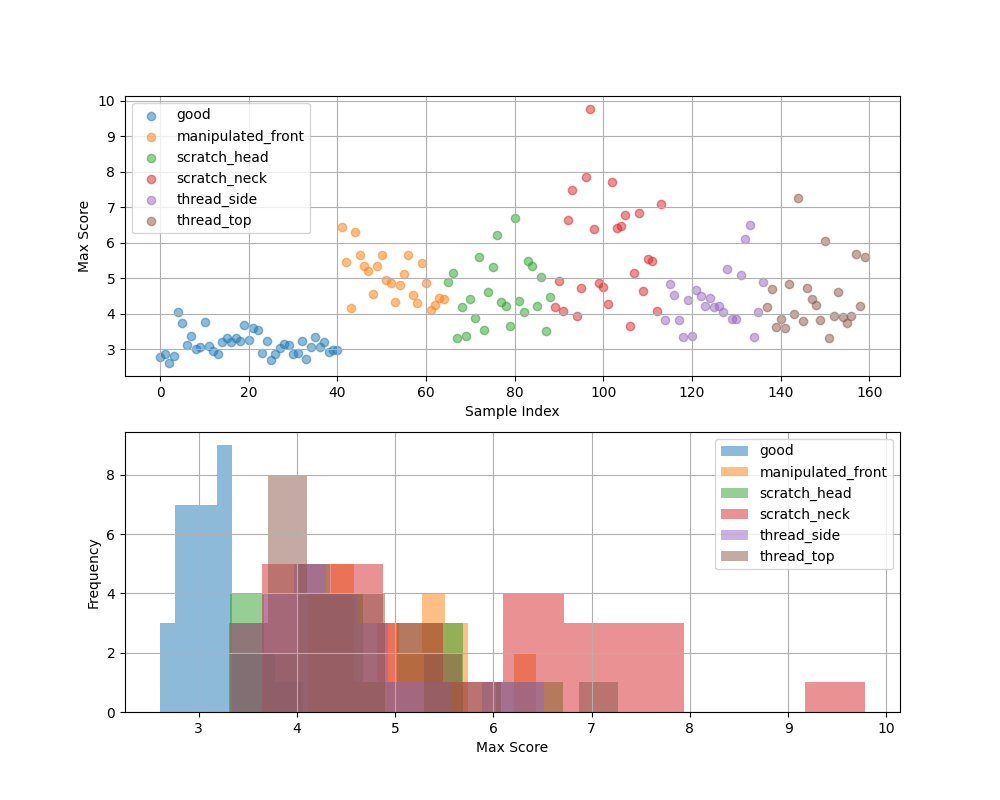 10
9
8
7
6
5
4
3
Max Score
good
manipulated_front
scratch_head
scratch_neck
thread_side
thread_top
0 20 40 60 80 100 120 140 160
Sample Index
8
6
4
2
0
Frequency
good
manipulated_front
scratch_head
scratch_neck
thread_side
thread_top
3 4 5 6 7 8 9 10
Max Score